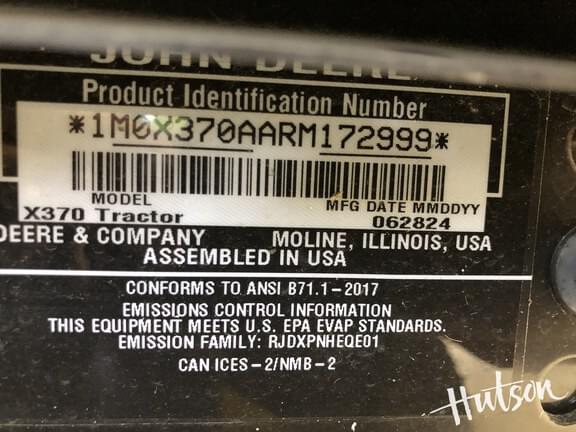 JOHN DEERE
Product Identification Number
*1M0X370AARM172999*
MODEL
MFG DATE MMDDYY
X370 Tractor
062824
DEERE & COMPANY MOLINE, ILLINOIS, USA
ASSEMBLED IN USA
CONFORMS TO ANSI B71.1-2017
EMISSIONS CONTROL INFORMATION
THIS EQUIPMENT MEETS U.S. EPA EVAP STANDARDS.
EMISSION FAMILY: RJDXPNHEQE01
CAN ICES-2/NMB-2
Hutson